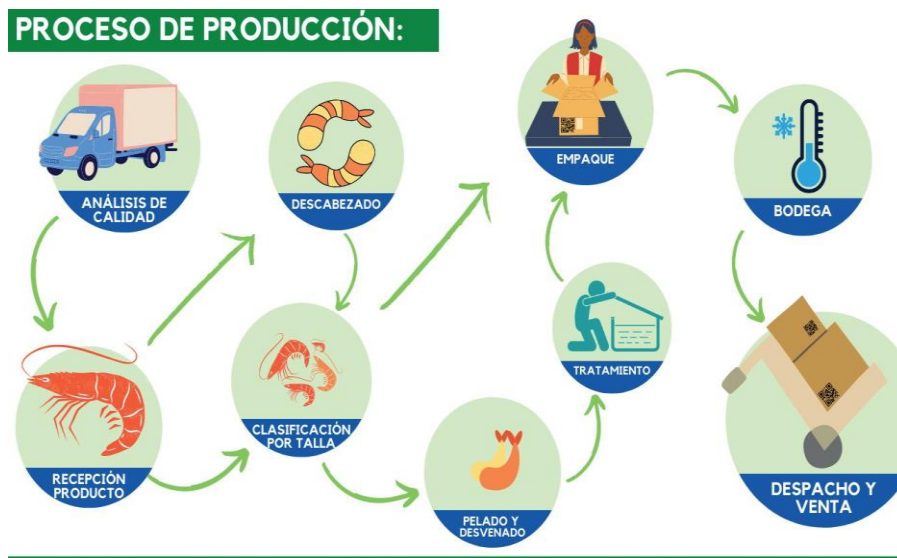 PROCESO DE PRODUCCIÓN:
ANÁLISIS DE
CALIDAD
DESCABEZADO
EMPAQUE
BODEGA
RECEPCIÓN
PRODUCTO
CLASIFICACIÓN
POR TALLA
PELADO Y
DESVENADO
TRATAMIENTO
DESPACHO Y
VENTA